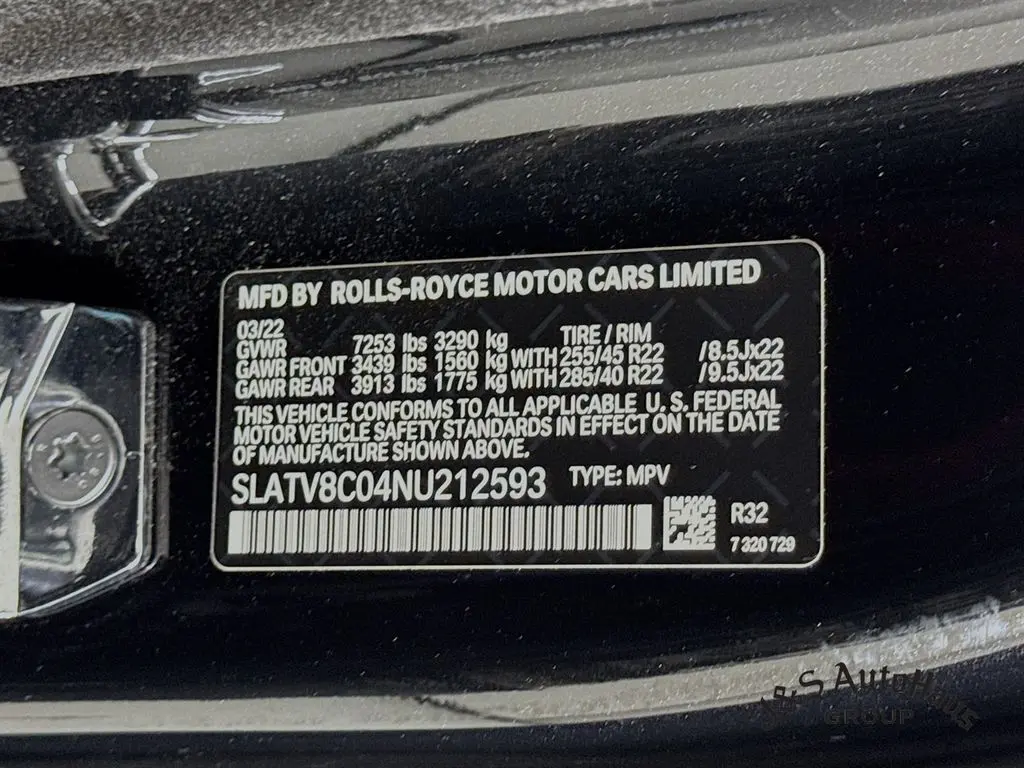 MFD BY ROLLS-ROYCE MOTOR CARS LIMITED
03/22 TIRE / RIM
GVWR 7253 lbs 3290 kg
GAWR FRONT 3439 lbs 1560 kg WITH 255/45 R22 /8.5Jx22
GAWR REAR 3913 lbs 1775 kg WITH 285/40 R22 /9.5Jx22
THIS VEHICLE CONFORMS TO ALL APPLICABLE U. S. FEDERAL
MOTOR VEHICLE SAFETY STANDARDS IN EFFECT ON THE DATE
OF MANUFACTURE SHOWN ABOVE.
SLATV8C04NU212593 TYPE: MPV
R32
7 320 729
AutoHaus
GROUP